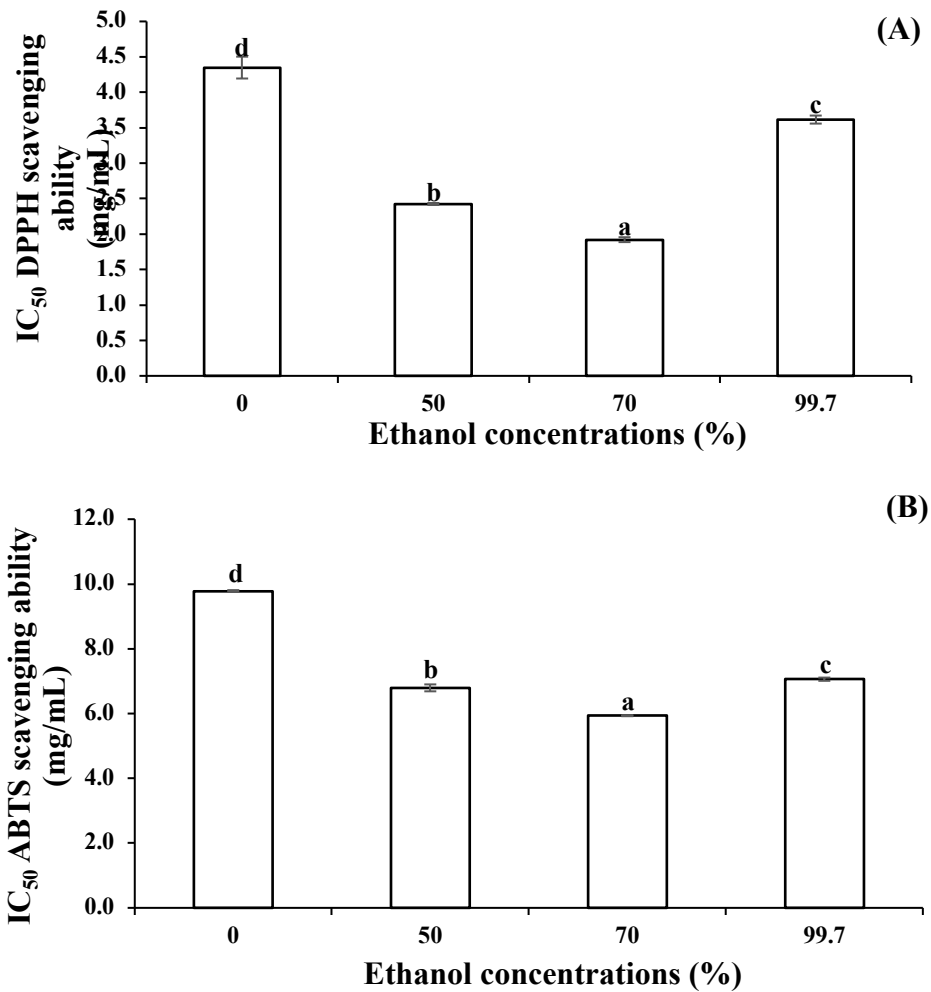 (A)
IC50 DPPH scavenging
ability
(mg/mL)
5.0
4.5
4.0
3.5
3.0
2.5
2.0
1.5
1.0
0.5
0.0
d
b
a
c
0 50 70 99.7
Ethanol concentrations (%)
(B)
IC50 ABTS scavenging ability
(mg/mL)
12.0
10.0
8.0
6.0
4.0
2.0
0.0
d
b
a
c
0 50 70 99.7
Ethanol concentrations (%)